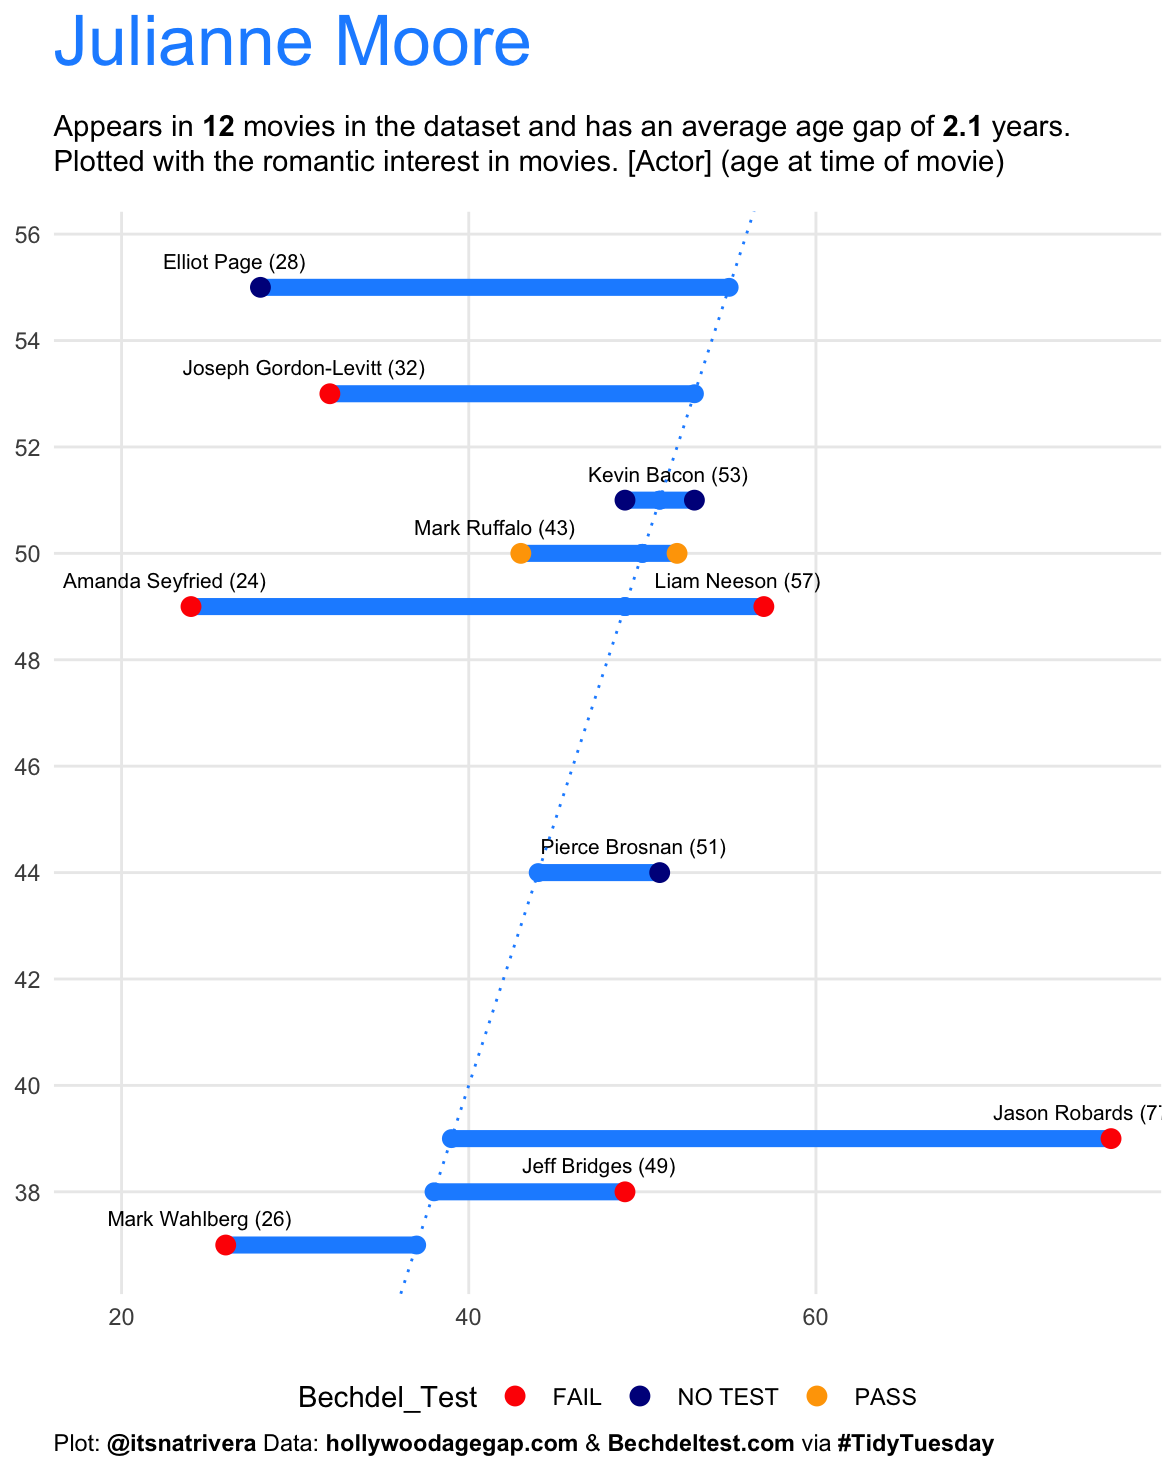 Julianne Moore
Appears in 12 movies in the dataset and has an average age gap of 2.1 years.
Plotted with the romantic interest in movies. [Actor] (age at time of movie)
56
Elliot Page (28)
54
Joseph Gordon-Levitt (32)
52
Kevin Bacon (53)
Mark Ruffalo (43)
50
Amanda Seyfried (24) Liam Neeson (57)
48
46
Pierce Brosnan (51)
44
42
40
Jason Robards (77
Jeff Bridges (49)
38
Mark Wahlberg (26)
20 40 60
Bechdel_Test FAIL NO TEST PASS
Plot: @itsnatrivera Data: hollywoodagegap.com & Bechdeltest.com via #TidyTuesday